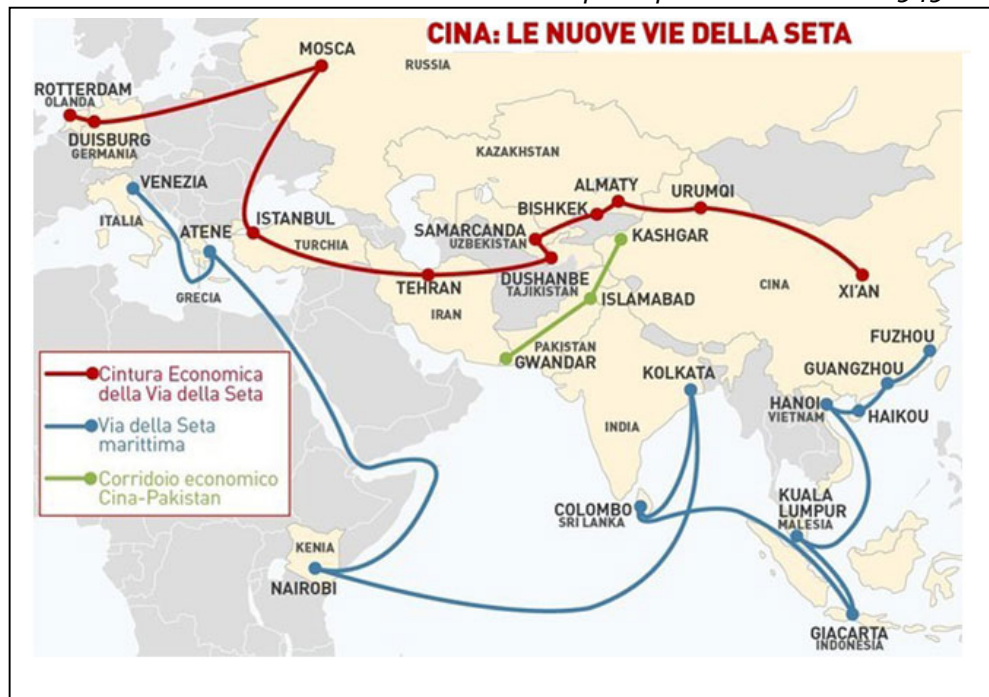 CINA: LE NUOVE VIE DELLA SETA
MOSCA
RUSSIA
ROTTERDAM
OLANDA
DUISBURG
GERMANIA
KAZAKHSTAN
VENEZIA
ALMATY
URUMQI
BISHKEK
ITALIA
ATENE
ISTANBUL
TURCHIA
SAMARCANDA
UZBEKISTAN
KASHGAR
GRECIA
TEHRAN
IRAN
DUSHANBE
TAJIKISTAN
ISLAMABAD
CINA
XI'AN
PAKISTAN
GWANDAR
FUZHOU
KOLKATA
GUANGZHOU
HANOI
VIETNAM
HAIKOU
INDIA
Cintura Economica
della Via della Seta
Via della Seta
marittima
Corridoio economico
Cina-Pakistan
COLOMBO
SRI LANKA
KUALA
LUMPUR
MALESIA
KENIA
NAIROBI
GIACARTA
INDONESIA